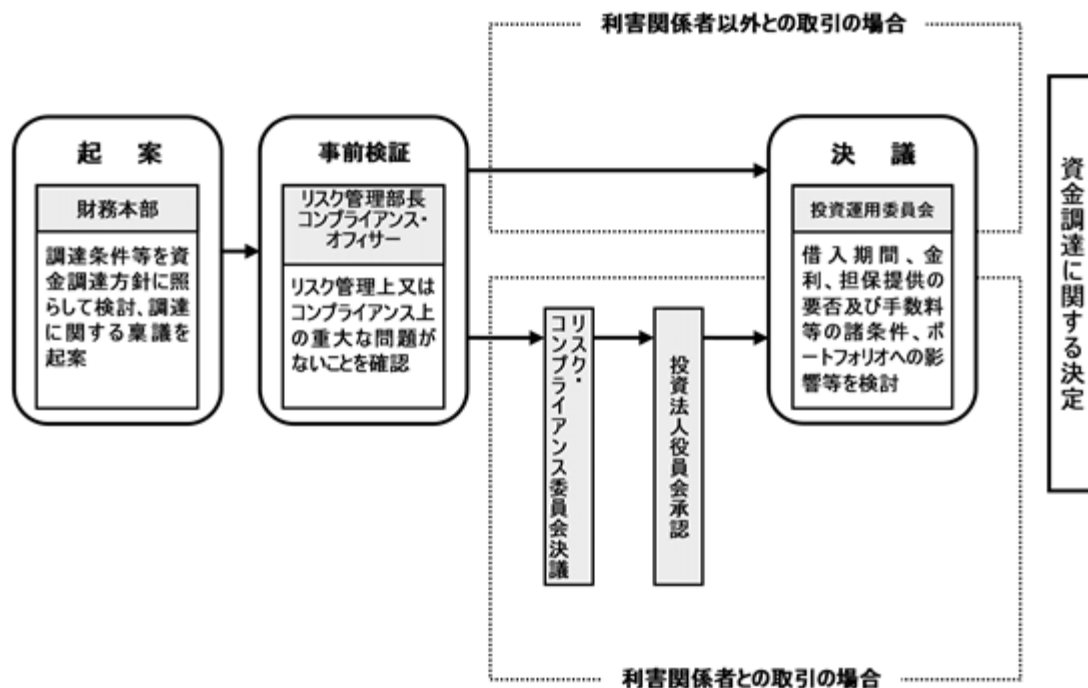 利害関係者以外との取引の場合
起　案
財務本部
調達条件等を資
金調達方針に照
らして検討、調達
に関する稟議を
起案
事前検証
リスク管理部長
コンプライアンス・
オフィサー
リスク管理上又は
コンプライアンス上
の重大な問題が
ないことを確認
リスク・
コンプライアンス委員会決議
投資法人役員会承認
決　議
投資運用委員会
借入期間、金
利、担保提供の
要否及び手数料
等の諸条件、ポ
ートフォリオへの影
響等を検討
資金調達に関する決定
利害関係者との取引の場合